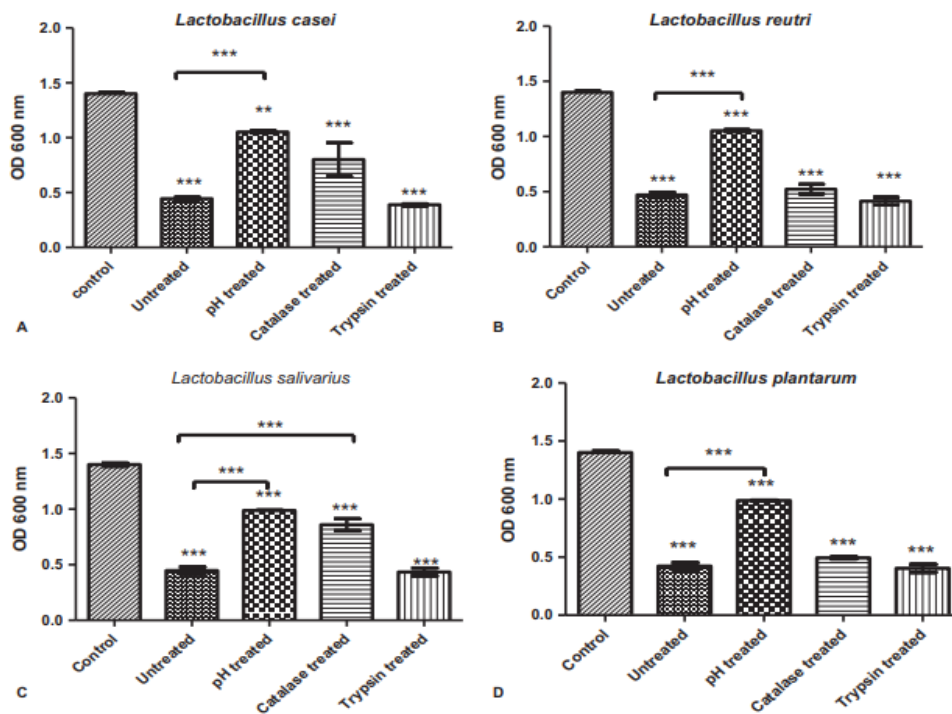 Lactobacillus casei
2.0
1.5
1.0
0.5
0.0
OD 600 nm
***
***
**
***
***
control
Untreated
pH treated
Catalase treated
Trypsin treated
A
Lactobacillus reutri
2.0
1.5
1.0
0.5
0.0
OD 600 nm
***
***
***
***
***
Control
Untreated
pH treated
Catalase treated
Trypsin treated
B
Lactobacillus salivarius
2.0
1.5
1.0
0.5
0.0
OD 600 nm
***
***
***
***
***
***
Control
Untreated
pH treated
Catalase treated
Trypsin treated
C
Lactobacillus plantarum
2.0
1.5
1.0
0.5
0.0
OD 600 nm
***
***
***
***
***
Control
Untreated
pH treated
Catalase treated
Trypsin treated
D